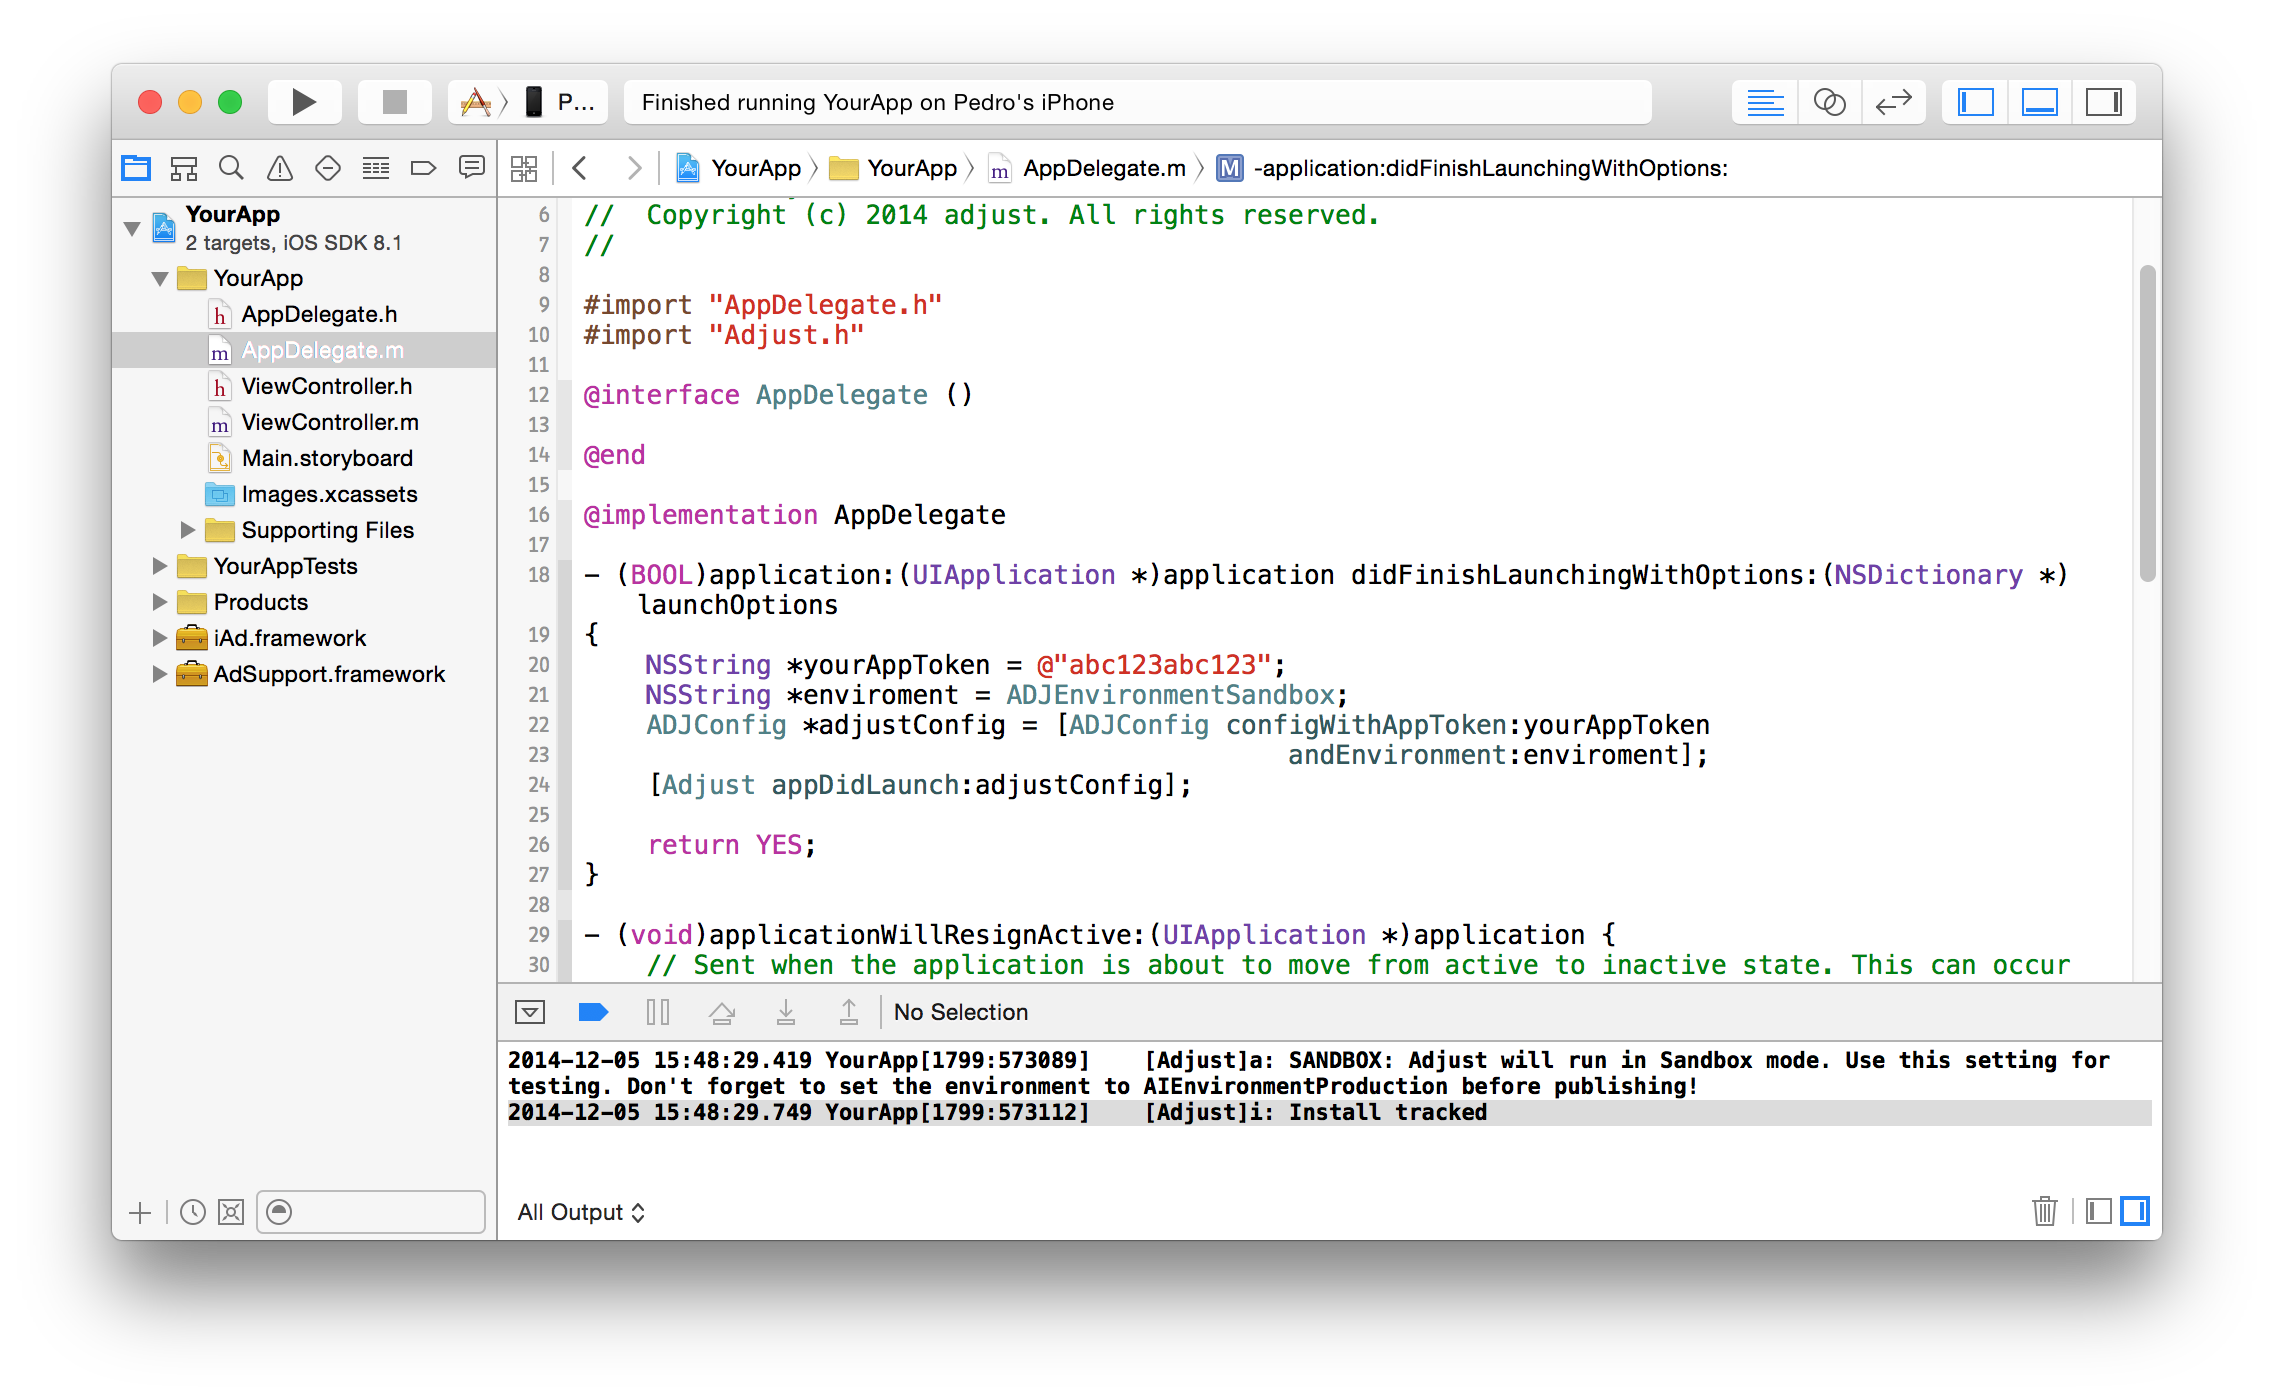 P...
Finished running YourApp on Pedro's iPhone
YourApp
YourApp
AppDelegate.m
M
-application:didFinishLaunchingWithOptions:
YourApp
2 targets, iOS SDK 8.1
YourApp
h AppDelegate.h
m AppDelegate.m
h ViewController.h
m ViewController.m
Main.storyboard
Images.xcassets
Supporting Files
YourAppTests
Products
iAd.framework
AdSupport.framework
6 //  Copyright (c) 2014 adjust. All rights reserved.
7 //
8
9 #import "AppDelegate.h"
10 #import "Adjust.h"
11
12 @interface AppDelegate ()
13
14 @end
15
16 @implementation AppDelegate
17
18 - (BOOL)application:(UIApplication *)application didFinishLaunchingWithOptions:(NSDictionary *)
launchOptions
19 {
20 NSString *yourAppToken = @"abc123abc123";
21 NSString *enviroment = ADJEnvironmentSandbox;
22 ADJConfig *adjustConfig = [ADJConfig configWithAppToken:yourAppToken
23 andEnvironment:enviroment];
24 [Adjust appDidLaunch:adjustConfig];
25
26 return YES;
27 }
28
29 - (void)applicationWillResignActive:(UIApplication *)application {
30 // Sent when the application is about to move from active to inactive state. This can occur
No Selection
2014-12-05 15:48:29.419 YourApp[1799:573089] [Adjust]a: SANDBOX: Adjust will run in Sandbox mode. Use this setting for
testing. Don't forget to set the environment to AIEnvironmentProduction before publishing!
2014-12-05 15:48:29.749 YourApp[1799:573112] [Adjust]i: Install tracked
All Output